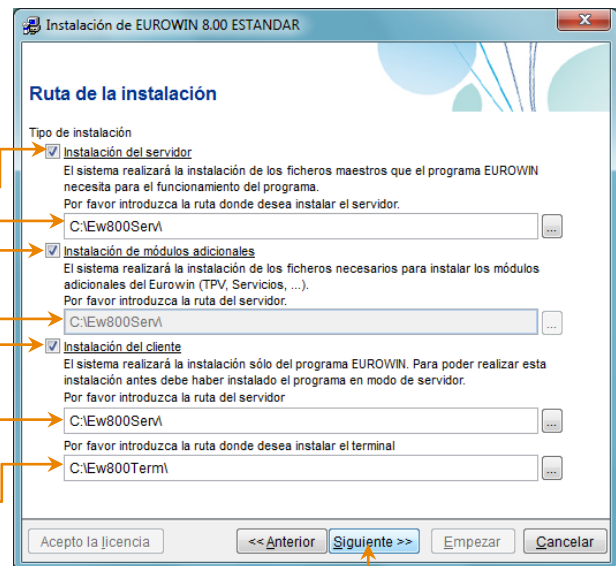 Instalación de EUROWIN 8.00 ESTANDAR
Ruta de la instalación
Tipo de instalación
Instalación del servidor
El sistema realizará la instalación de los ficheros maestros que el programa EUROWIN
necesita para el funcionamiento del programa.
Por favor introduzca la ruta donde desea instalar el servidor.
C:\Ew800Serv\
...
Instalación de módulos adicionales
El sistema realizará la instalación de los ficheros necesarios para instalar los módulos
adicionales del Eurowin (TPV, Servicios, ...).
Por favor introduzca la ruta del servidor.
C:\Ew800Serv\
...
Instalación del cliente
El sistema realizará la instalación sólo del programa EUROWIN. Para poder realizar esta
instalación antes debe haber instalado el programa en modo de servidor.
Por favor introduzca la ruta del servidor
C:\Ew800Serv\
...
Por favor introduzca la ruta donde desea instalar el terminal
C:\Ew800Term\
...
Acepto la licencia << Anterior Siguiente >> Empezar Cancelar